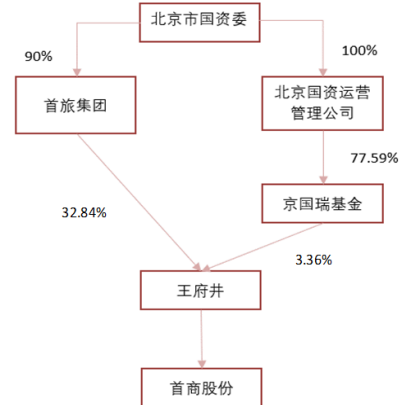 北京市国资委
90%
100%
首旅集团
北京国资运营
管理公司
77.59%
京国瑞基金
32.84%
3.36%
王府井
首商股份